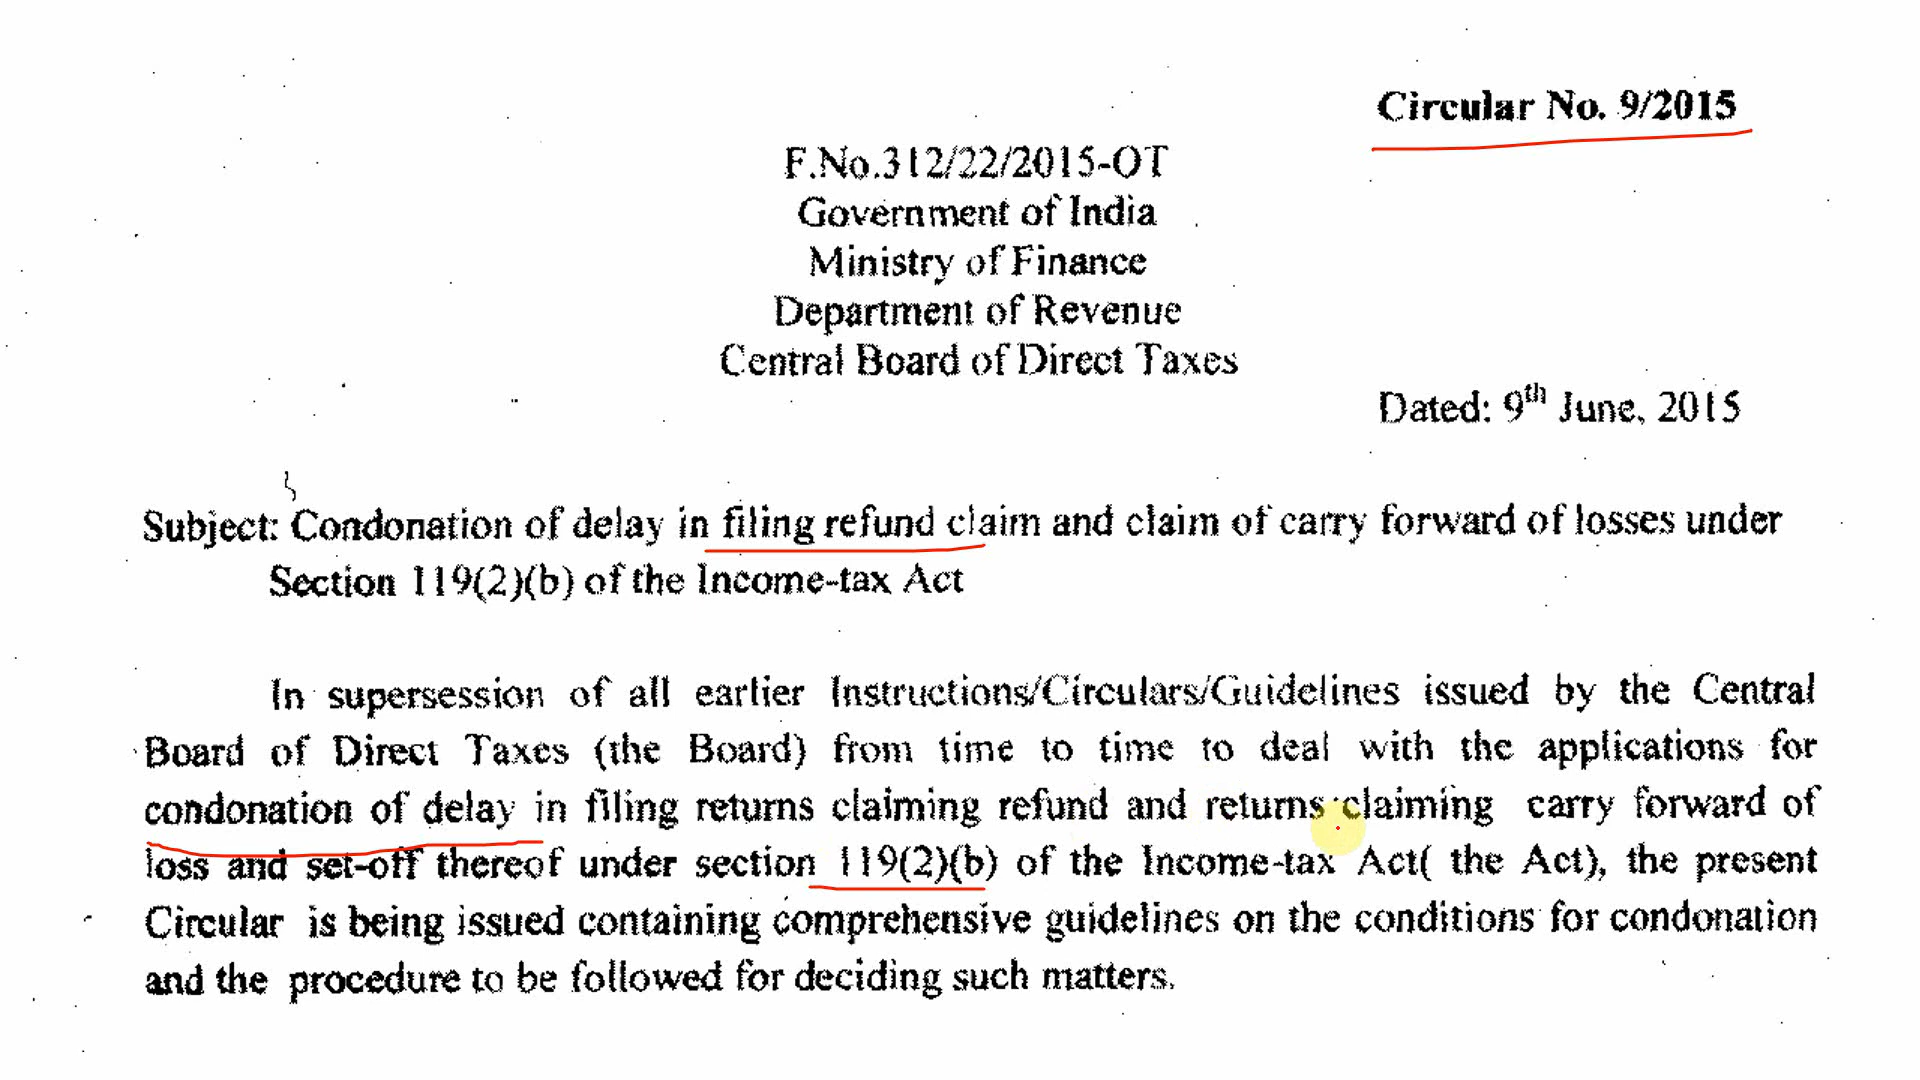 Circular No. 9/2015
F.No.312/22/2015-OT
Government of India
Ministry of Finance
Department of Revenue
Central Board of Direct Taxes
Dated: 9th June, 2015
Subject: Condonation of delay in filing refund claim and claim of carry forward of losses under
Section 119(2)(b) of the Income-tax Act
In supersession of all earlier Instructions/Circulars/Guidelines issued by the Central
Board of Direct Taxes (the Board) from time to time to deal with the applications for
condonation of delay in filing returns claiming refund and returns claiming carry forward of
loss and set-off thereof under section 119(2)(b) of the Income-tax Act( the Act), the present
Circular is being issued containing comprehensive guidelines on the conditions for condonation
and the procedure to be followed for deciding such matters.